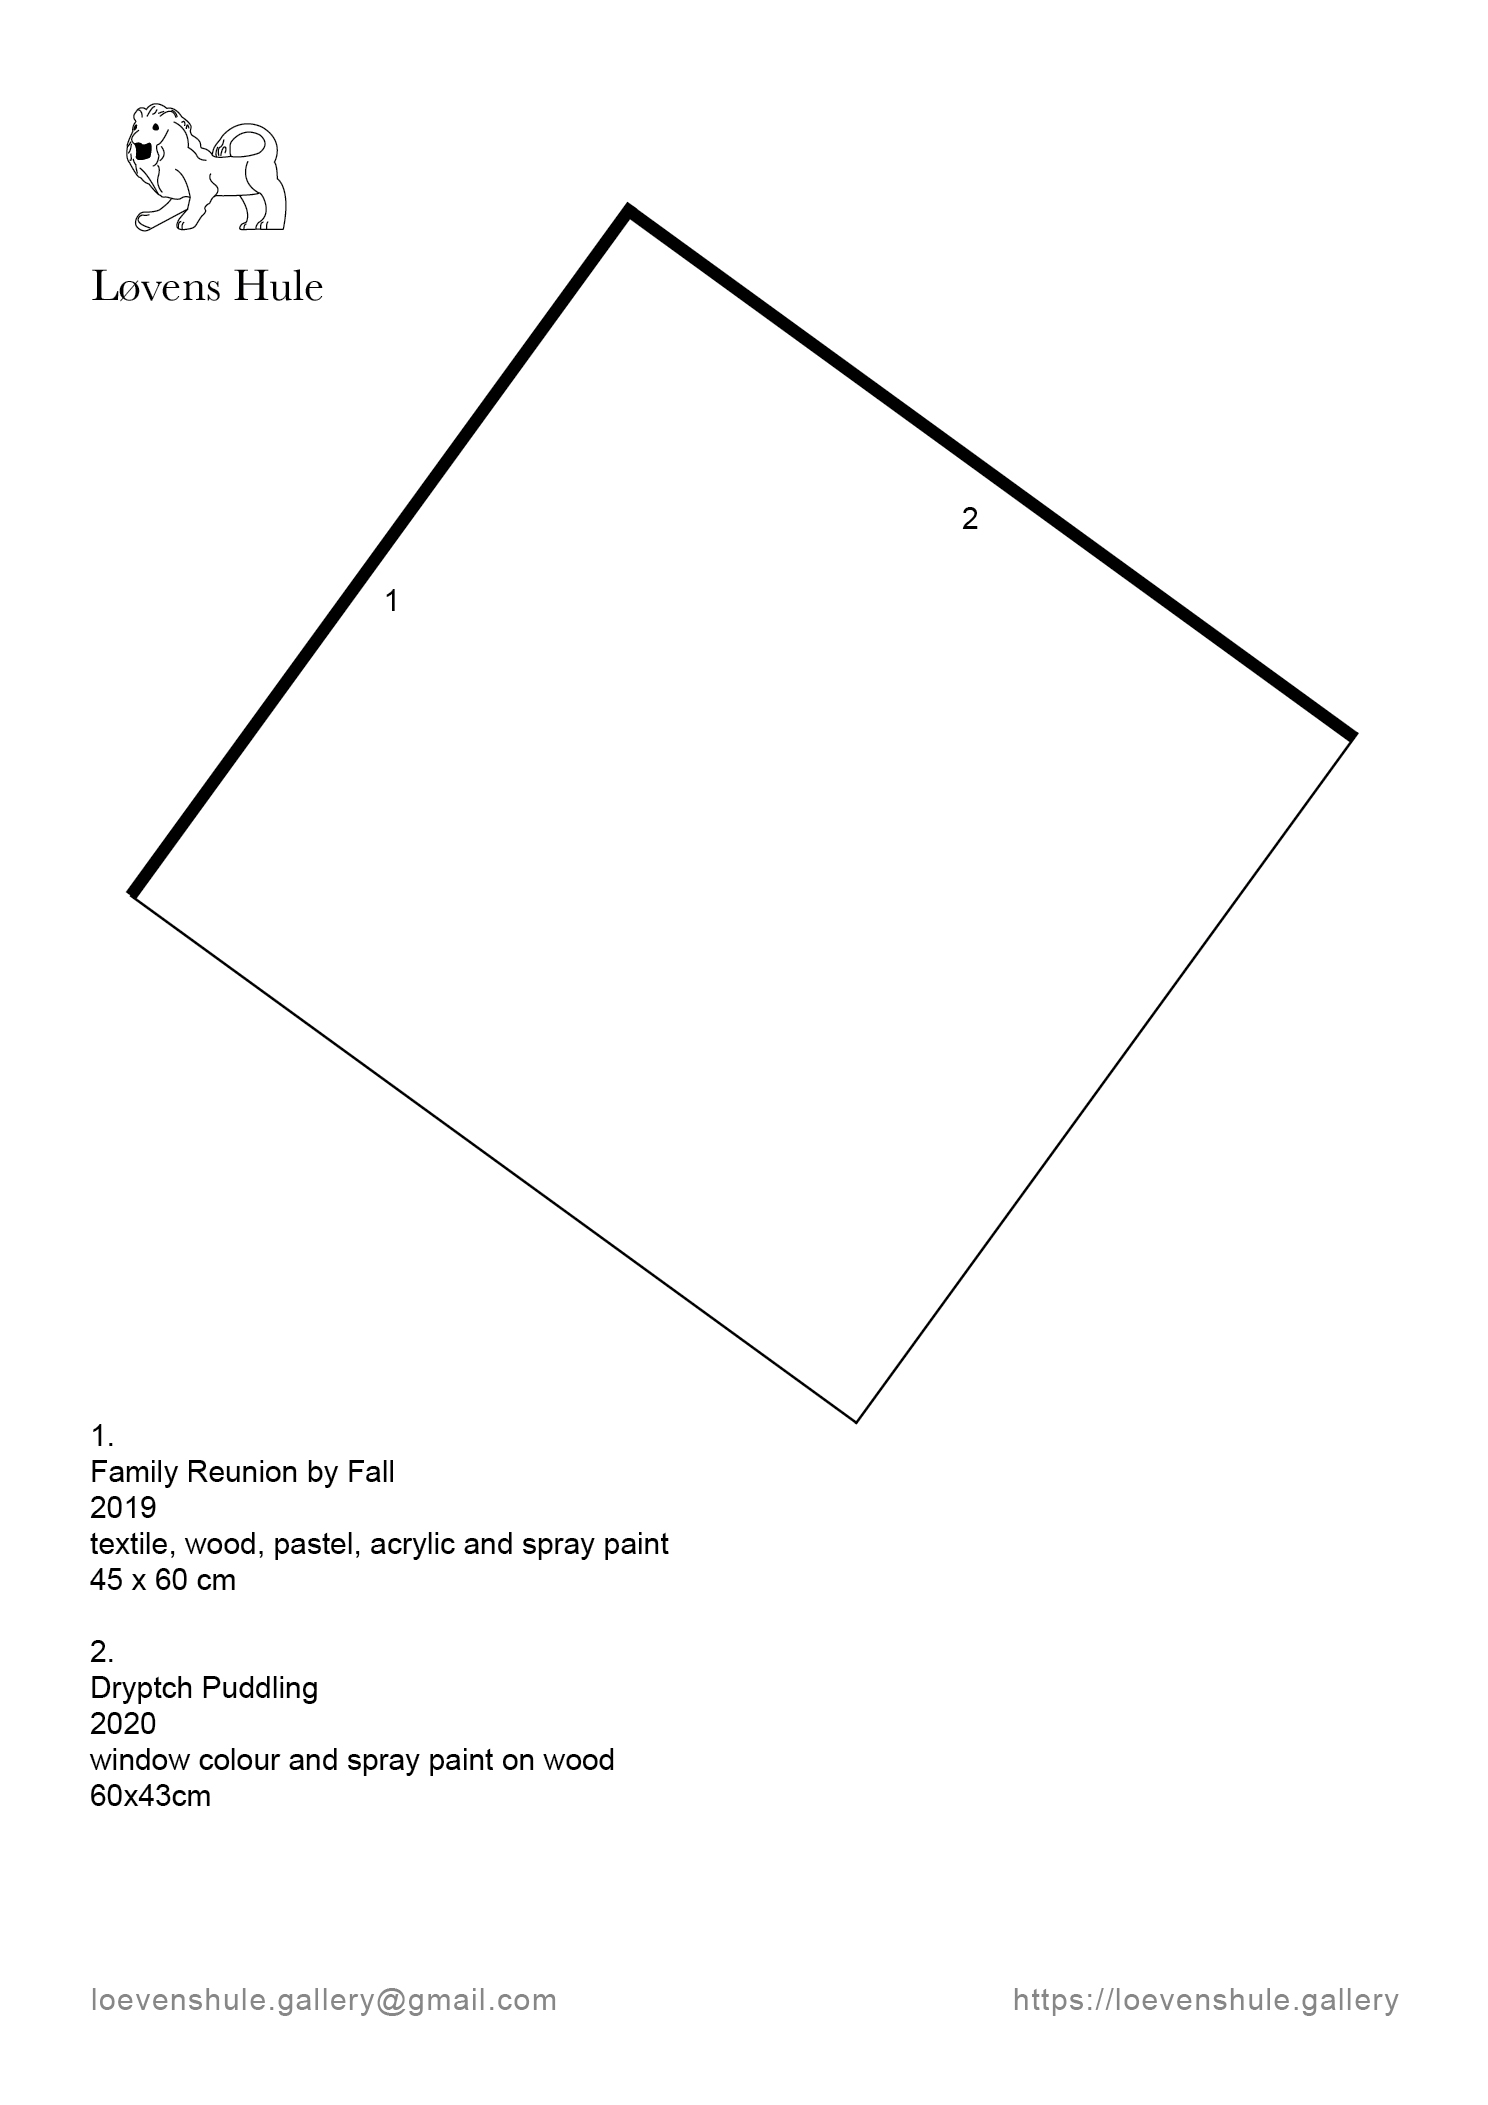 Løvens Hule
2
1
1.
Family Reunion by Fall
2019
textile, wood, pastel, acrylic and spray paint
45 x 60 cm
2.
Dryptch Puddling
2020
window colour and spray paint on wood
60x43cm
loevenshule.gallery@gmail.com
https://loevenshule.gallery